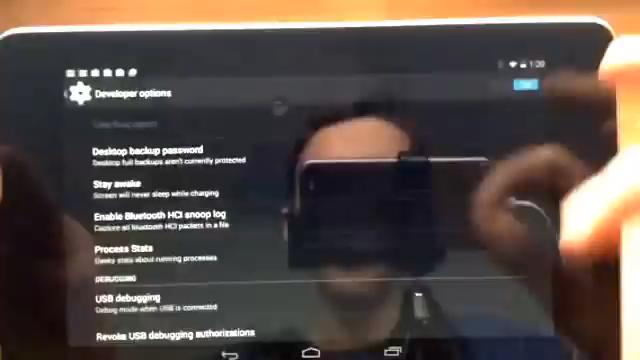 1:20
Developer options
Desktop backup password
Desktop full backups aren't currently protected
Stay awake
Screen will never sleep while charging
Enable Bluetooth HCI snoop log
Capture all bluetooth HCI packets in a file
Process Stats
Geeky stats about running processes
DEBUGGING
USB debugging
Debug mode when USB is connected
Revoke USB debugging authorizations